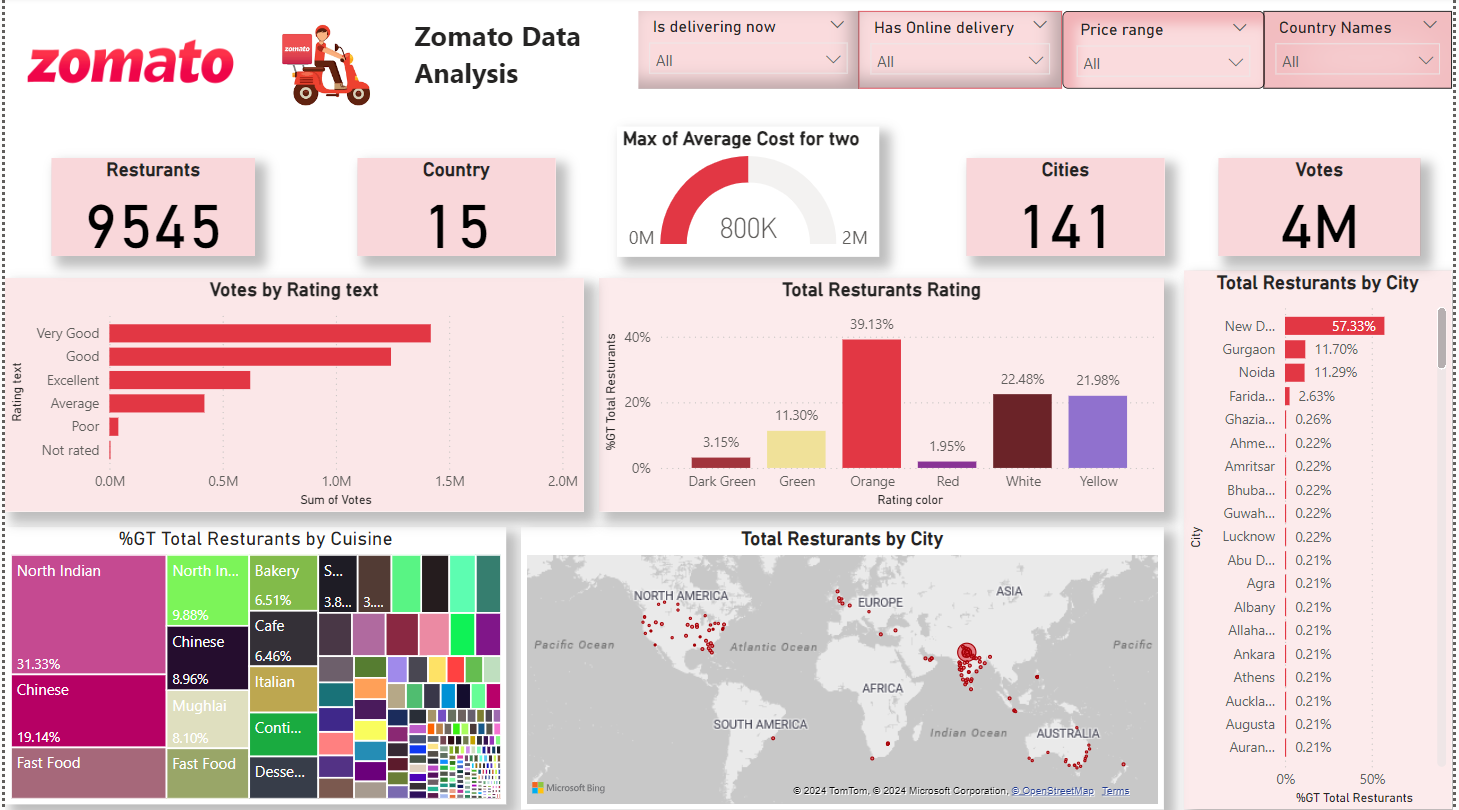 zomato
zomato
Zomato Data
Analysis
Is delivering now
All
Has Online delivery
All
Price range
All
Country Names
All
Resturants
9545
Country
15
Max of Average Cost for two
0M
800K
2M
Cities
141
Votes
4M
Votes by Rating text
Rating text
Very Good
Good
Excellent
Average
Poor
Not rated
0.0M 0.5M 1.0M 1.5M 2.0M
Sum of Votes
Total Resturants Rating
%GT Total Resturants
40%
20%
0%
3.15%
11.30%
39.13%
1.95%
22.48%
21.98%
Dark Green Green Orange Red White Yellow
Rating color
Total Resturants by City
City
New D... 57.33%
Gurgaon 11.70%
Noida 11.29%
Farida... 2.63%
Ghazia... 0.26%
Ahme... 0.22%
Amritsar 0.22%
Bhuba... 0.22%
Guwah... 0.22%
Lucknow 0.22%
Abu D... 0.21%
Agra 0.21%
Albany 0.21%
Allaha... 0.21%
Ankara 0.21%
Athens 0.21%
Auckla... 0.21%
Augusta 0.21%
Auran... 0.21%
0% 50%
%GT Total Resturants
%GT Total Resturants by Cuisine
North Indian
31.33%
Chinese
19.14%
Fast Food
North In...
9.88%
Chinese
8.96%
Mughlai
8.10%
Fast Food
Bakery
6.51%
Cafe
6.46%
Italian
Conti...
Desse...
S...
3.8...
3....
Total Resturants by City
NORTH AMERICA
EUROPE
ASIA
Pacific Ocean
Atlantic Ocean
Pacific
AFRICA
SOUTH AMERICA
Indian Ocean
AUSTRALIA
Microsoft Bing
© 2024 TomTom, © 2024 Microsoft Corporation, © OpenStreetMap Terms